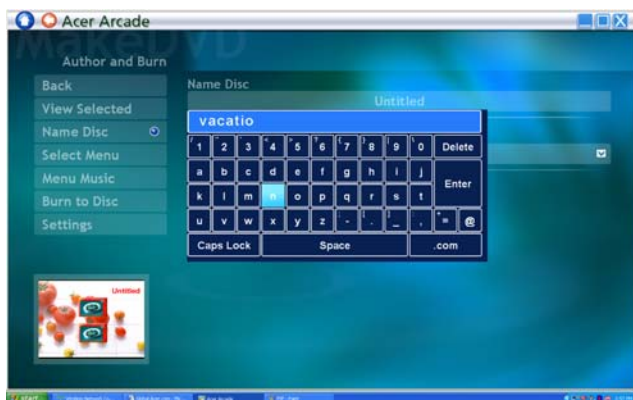 Acer Arcade
MakeDVD
Author and Burn
Back
View Selected
Name Disc
Select Menu
Menu Music
Burn to Disc
Settings
Name Disc
Untitled
vacatio
1 2 3 4 5 6 7 8 9 0 Delete
a b c d e f g h i j
Enter
k l m n o p q r s t
u v w x y z - . _ , = @
Caps Lock Space .com
Untitled
start